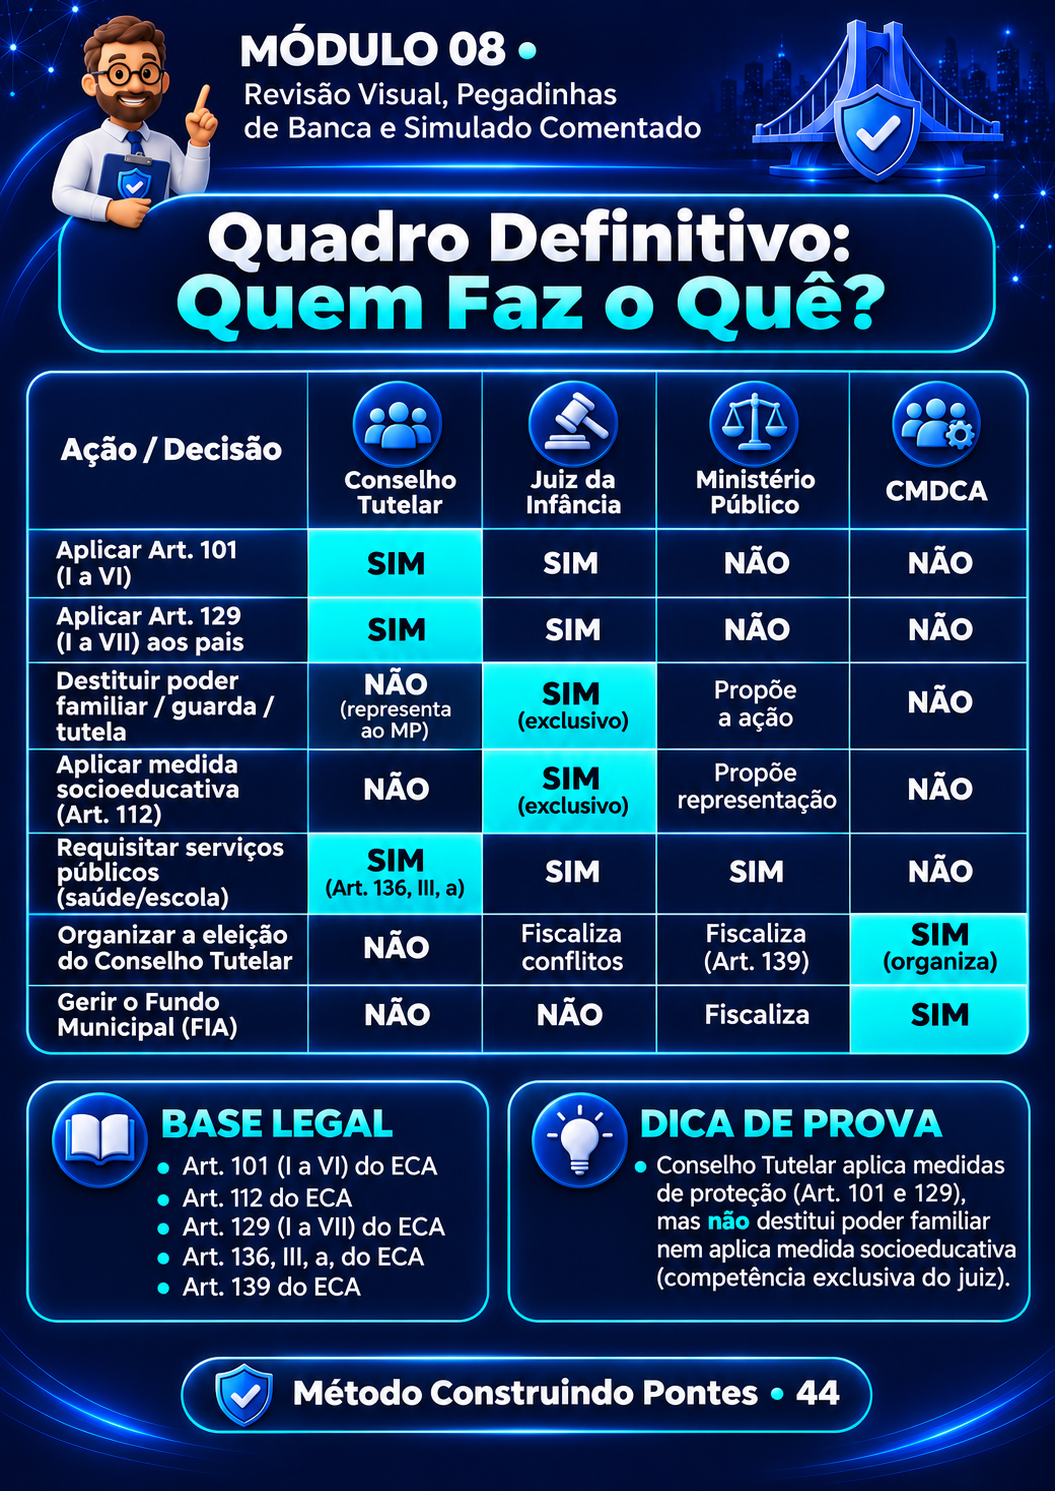 MÓDULO 08 •
Revisão Visual, Pegadinhas
de Banca e Simulado Comentado
Quadro Definitivo:
Quem Faz o Quê?
Ação / Decisão
Conselho
Tutelar
Juiz da
Infância
Ministério
Público
CMDCA
Aplicar Art. 101
(I a VI)
SIM
SIM
NÃO
NÃO
Aplicar Art. 129
(I a VII) aos pais
SIM
SIM
NÃO
NÃO
Destituir poder
familiar / guarda /
tutela
NÃO
(representa
ao MP)
SIM
(exclusivo)
Propõe
a ação
NÃO
Aplicar medida
socioeducativa
(Art. 112)
NÃO
SIM
(exclusivo)
Propõe
representação
NÃO
Requisitar serviços
públicos
(saúde/escola)
SIM
(Art. 136, III, a)
SIM
SIM
NÃO
Organizar a eleição
do Conselho Tutelar
NÃO
Fiscaliza
conflitos
Fiscaliza
(Art. 139)
SIM
(organiza)
Gerir o Fundo
Municipal (FIA)
NÃO
NÃO
Fiscaliza
SIM
BASE LEGAL
• Art. 101 (I a VI) do ECA
• Art. 112 do ECA
• Art. 129 (I a VII) do ECA
• Art. 136, III, a, do ECA
• Art. 139 do ECA
DICA DE PROVA
• Conselho Tutelar aplica medidas
de proteção (Art. 101 e 129),
mas não destitui poder familiar
nem aplica medida socioeducativa
(competência exclusiva do juiz).
Método Construindo Pontes • 44